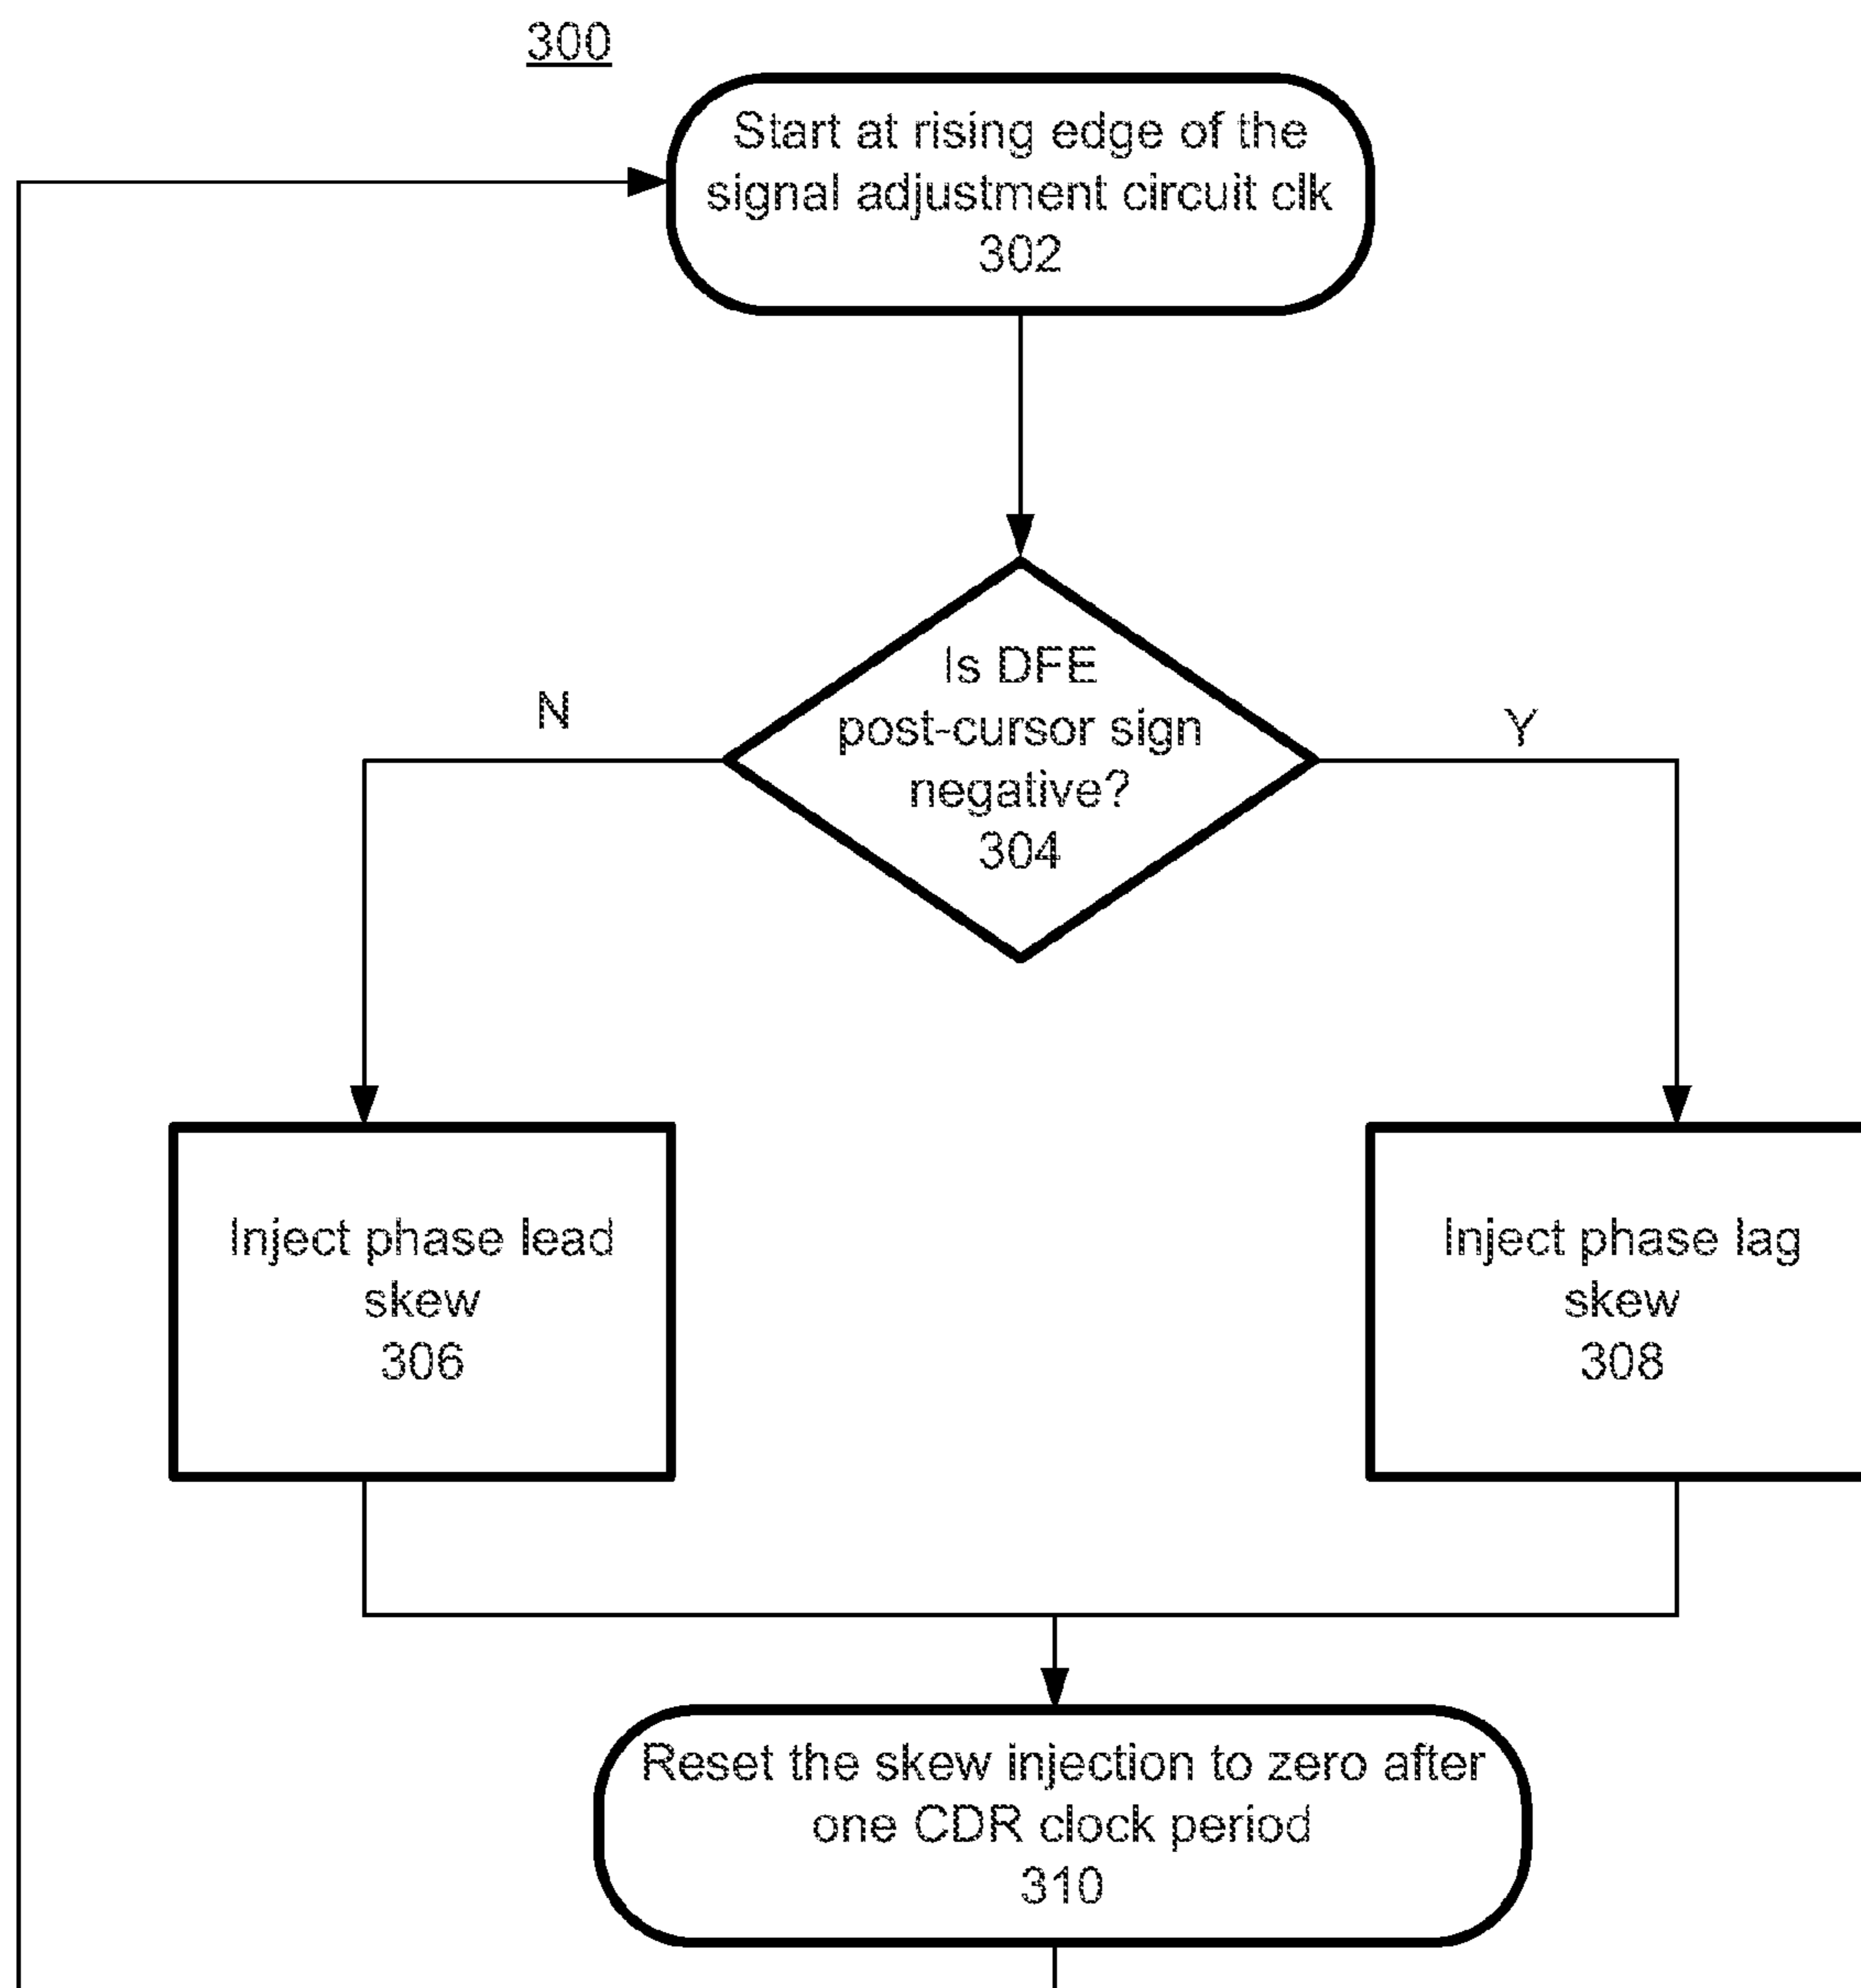 300
Start at rising edge of the
signal adjustment circuit clk
302
Is DFE
post-cursor sign
negative?
304
N
Y
Inject phase lead
skew
306
Inject phase lag
skew
308
Reset the skew injection to zero after
one CDR clock period
310